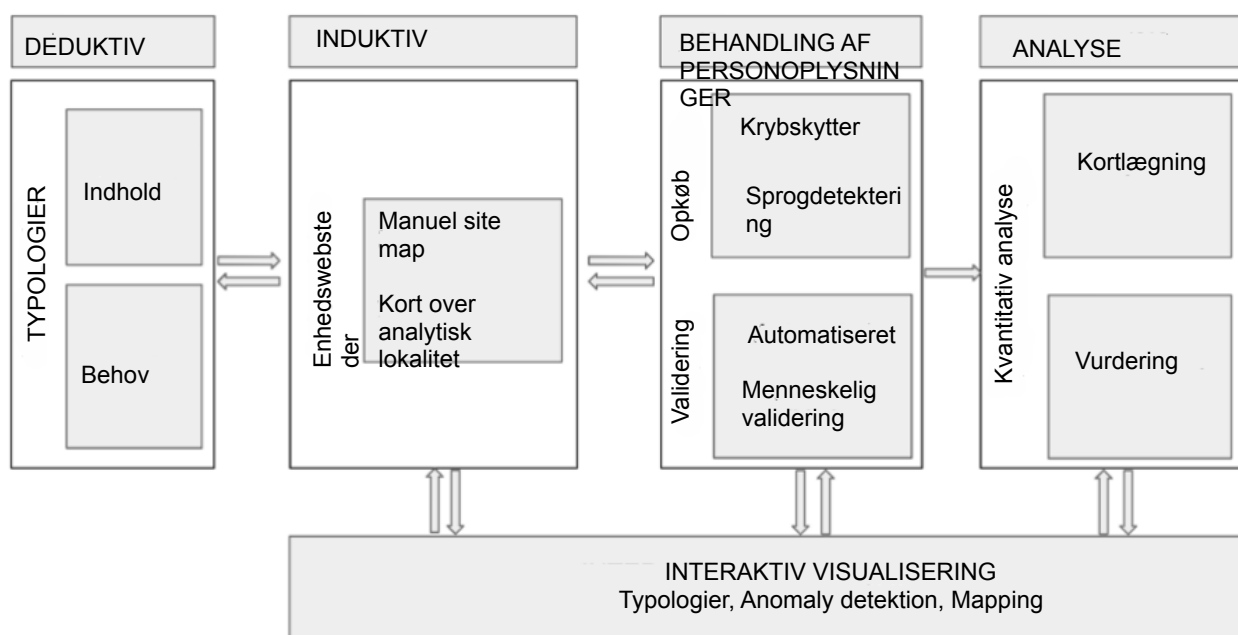 DEDUKTIV
TYPOLOGIER
Indhold
Behov
INDUKTIV
Enhedswebste
der
Manuel site
map
Kort over
analytisk
lokalitet
BEHANDLING AF
PERSONOPLYSNIN
GER
Opkøb
Krybskytter
Sprogdetekteri
ng
Validering
Automatiseret
Menneskelig
validering
ANALYSE
Kvantitativ analyse
Kortlægning
Vurdering
INTERAKTIV VISUALISERING
Typologier, Anomaly detektion, Mapping